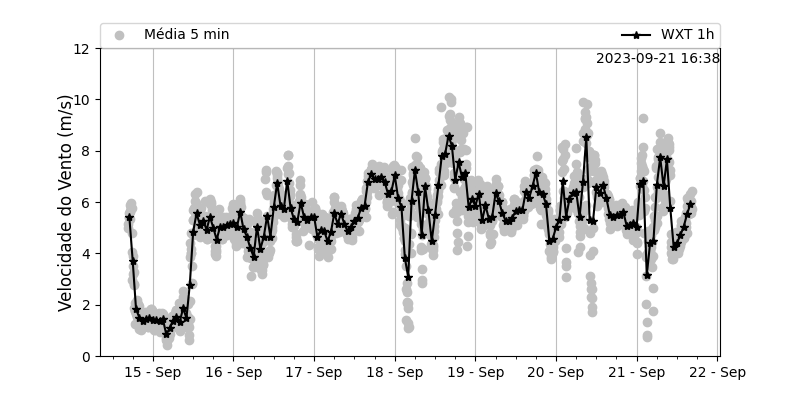 Média 5 min
WXT 1h
2023-09-21 16:38
Velocidade do Vento (m/s)
12
10
8
6
4
2
0
15 - Sep
16 - Sep
17 - Sep
18 - Sep
19 - Sep
20 - Sep
21 - Sep
22 - Sep